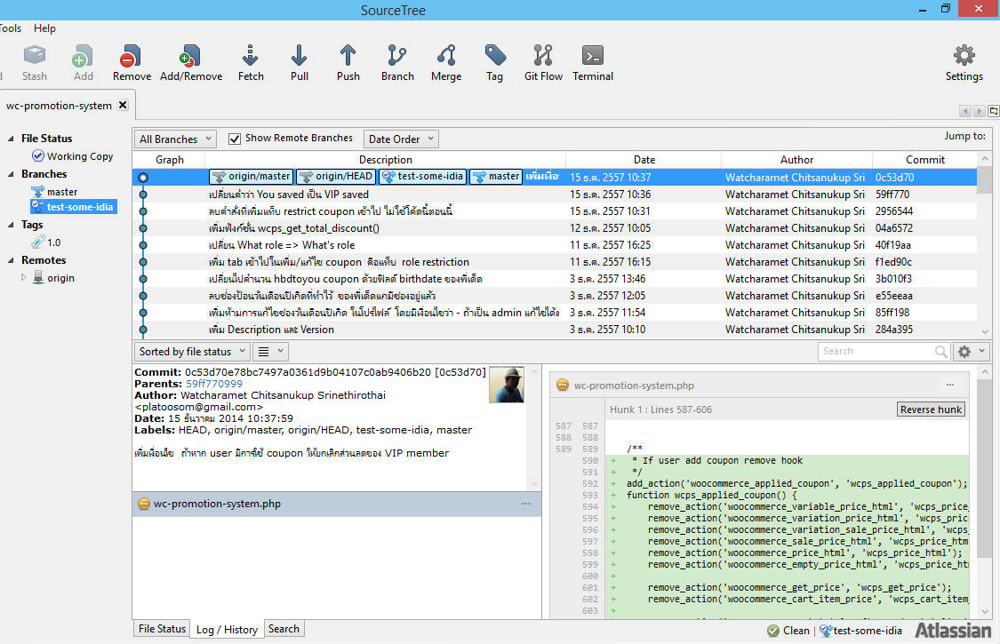 SourceTree
Tools Help
Stash Add Remove Add/Remove Fetch Pull Push Branch Merge Tag Git Flow Terminal Settings
wc-promotion-system
File Status
Working Copy
Branches
master
test-some-idia
Tags
1.0
Remotes
origin
All Branches Show Remote Branches Date Order Jump to:
Graph Description Date Author Commit
origin/master origin/HEAD test-some-idia master เพิ่มเงื่อน 15 ธ.ค. 2557 10:37 Watcharamet Chitsanukup Sri 0c53d70
เปลี่ยนคำว่า You saved เป็น VIP saved 15 ธ.ค. 2557 10:36 Watcharamet Chitsanukup Sri 59ff770
ลบคำสั่งที่เพิ่มแท็บ restrict coupon เข้าไป ไม่ใช้โค้ดนี้ตอนนี้ 15 ธ.ค. 2557 10:31 Watcharamet Chitsanukup Sri 2956544
เพิ่มฟังก์ชั่น wcps_get_total_discount() 12 ธ.ค. 2557 10:05 Watcharamet Chitsanukup Sri 04a6572
เปลี่ยน What role => What's role 11 ธ.ค. 2557 16:25 Watcharamet Chitsanukup Sri 40f19aa
เพิ่ม tab เข้าไปในเพิ่ม/แก้ไข coupon คือแท็บ role restriction 11 ธ.ค. 2557 16:15 Watcharamet Chitsanukup Sri f1ed90c
เปลี่ยนไปคำนวน hbdtoyou coupon ด้วยฟิลด์ birthdate ของพี่เด็ด 3 ธ.ค. 2557 13:46 Watcharamet Chitsanukup Sri 3b010f3
ลบช่องป้อนวันเดือนปีเกิดที่ทำไว้ ของพี่เด็ดแกมีช่องอยู่แล้ว 3 ธ.ค. 2557 12:05 Watcharamet Chitsanukup Sri e55eeaa
เพิ่มห้ามการแก้ไขช่องวันเดือนปีเกิด ในโปรไฟล์ โดยมีเงื่อนไขว่า - ถ้าเป็น admin แก้ไขได้ 3 ธ.ค. 2557 11:54 Watcharamet Chitsanukup Sri 85ff198
เพิ่ม Description และ Version 3 ธ.ค. 2557 10:10 Watcharamet Chitsanukup Sri 284a395
Sorted by file status Search
Commit: 0c53d70e78bc7497a0361d9b04107c0ab9406b20 [0c53d70]
Parents: 59ff770999
Author: Watcharamet Chitsanukup Srinethirothai
<platoosom@gmail.com>
Date: 15 ธันวาคม 2014 10:37:59
Labels: HEAD, origin/master, origin/HEAD, test-some-idia, master
เพิ่มเงื่อนไข ถ้าหาก user มีการใช้ coupon ให้ยกเลิกส่วนลดของ VIP member
wc-promotion-system.php
wc-promotion-system.php
Hunk 1 : Lines 587-606 Reverse hunk
587 587
588 588
589 589 /**
590 + * If user add coupon remove hook
591 + */
592 + add_action('woocommerce_applied_coupon', 'wcps_applied_coupon');
593 + function wcps_applied_coupon() {
594 + remove_action('woocommerce_variable_price_html', 'wcps_price_
595 + remove_action('woocommerce_variation_price_html', 'wcps_price
596 + remove_action('woocommerce_variation_sale_price_html', 'wcps_
597 + remove_action('woocommerce_sale_price_html', 'wcps_price_htm
598 + remove_action('woocommerce_price_html', 'wcps_price_html');
599 + remove_action('woocommerce_empty_price_html', 'wcps_price_htm
600 +
601 + remove_action('woocommerce_get_price', 'wcps_get_price');
602 + remove_action('woocommerce_cart_item_price', 'wcps_cart_item_
603 +
File Status Log / History Search
Clean | test-some-idia Atlassian